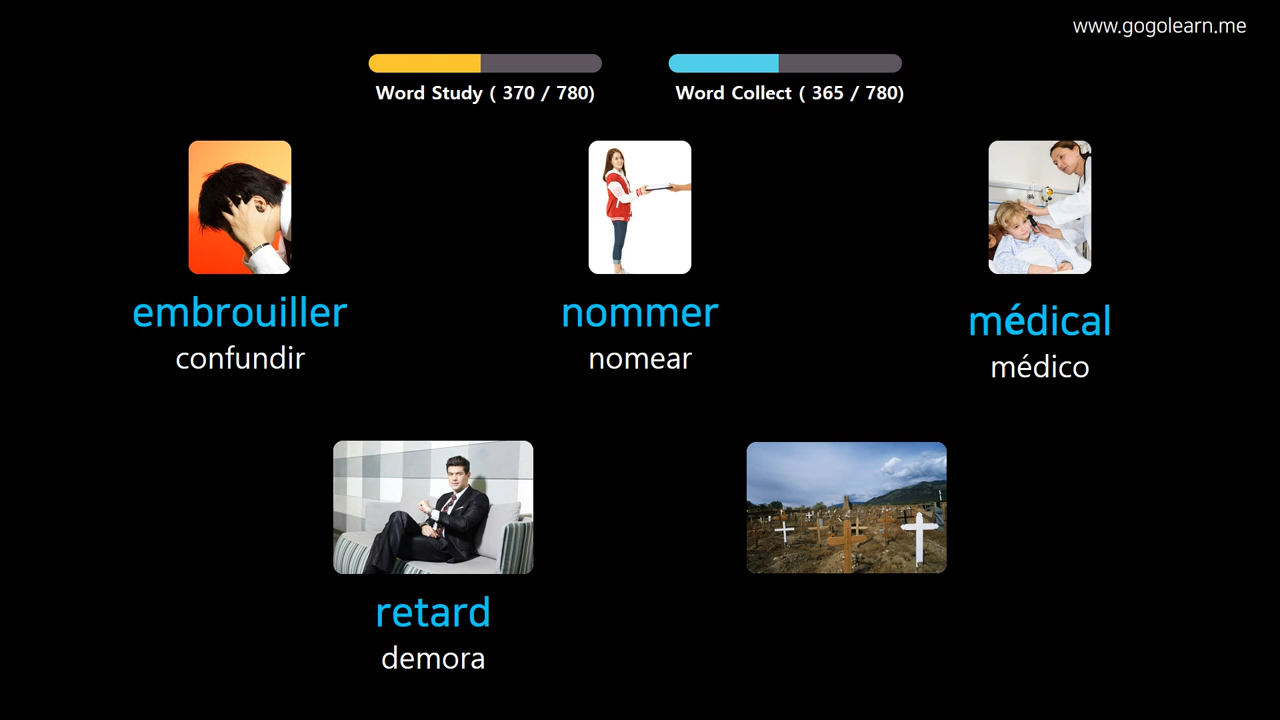 www.gogolearn.me
Word Study ( 370 / 780)
Word Collect ( 365 / 780)
embrouiller
confundir
nommer
nomear
médical
médico
retard
demora